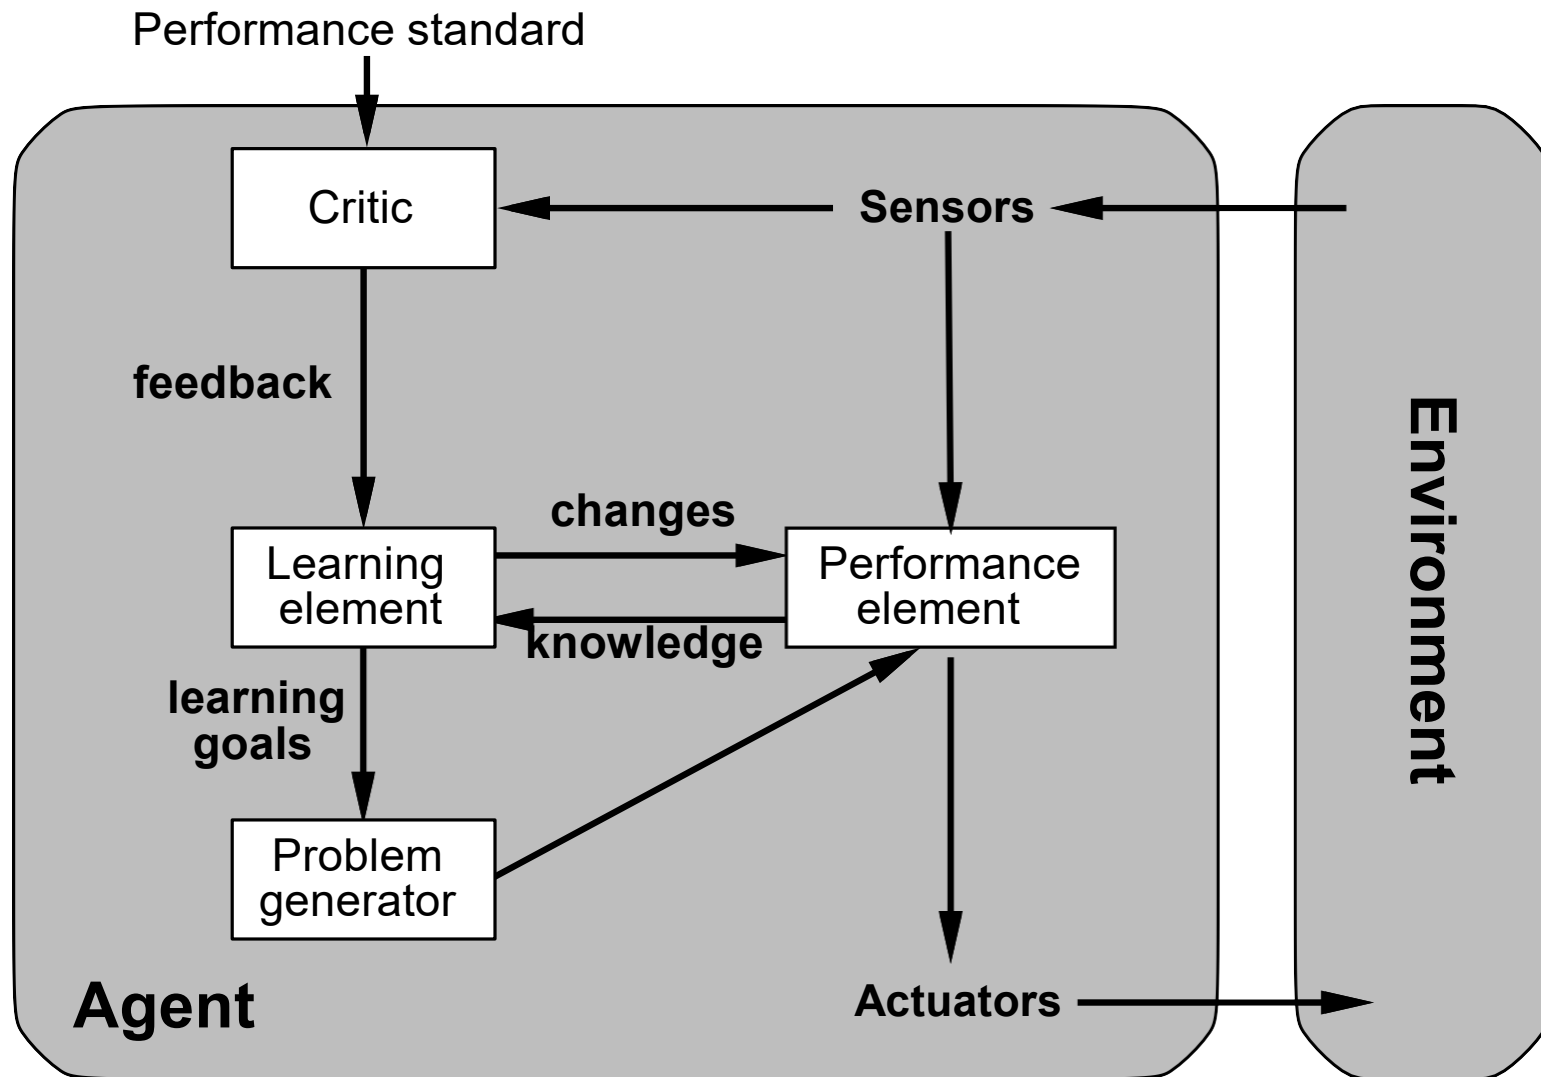 Performance standard
Critic
Sensors
feedback
changes
Learning
element
Performance
element
knowledge
learning
goals
Problem
generator
Agent
Actuators
Environment